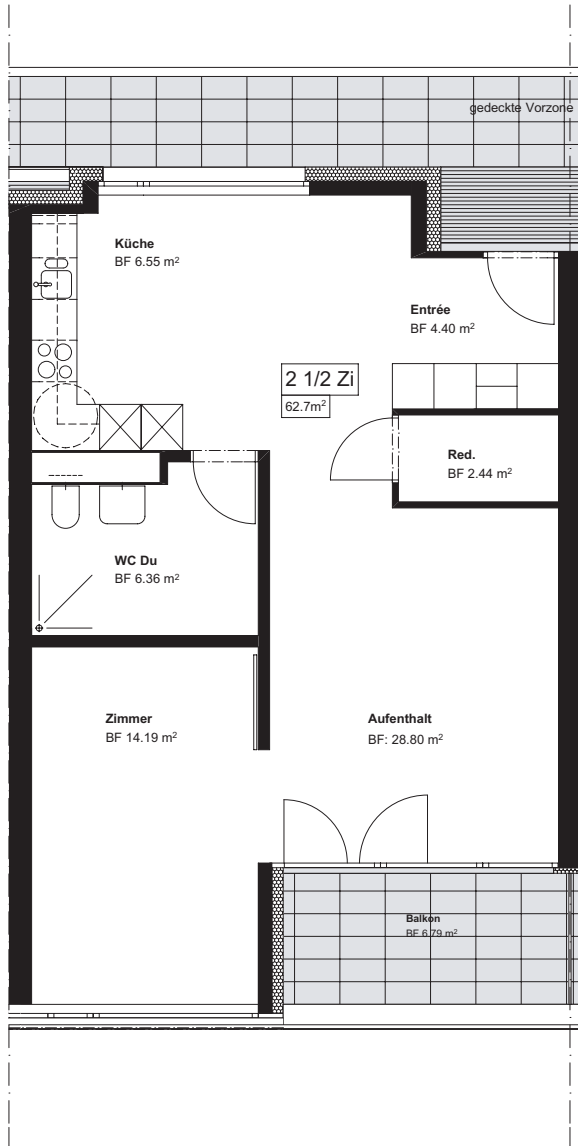 gedeckte Vorzone
Küche
BF 6.55 m²
Entrée
BF 4.40 m²
2 1/2 Zi
62.7m²
Red.
BF 2.44 m²
WC Du
BF 6.36 m²
Zimmer
BF 14.19 m²
Aufenthalt
BF: 28.80 m²
Balkon
BF 6.79 m²